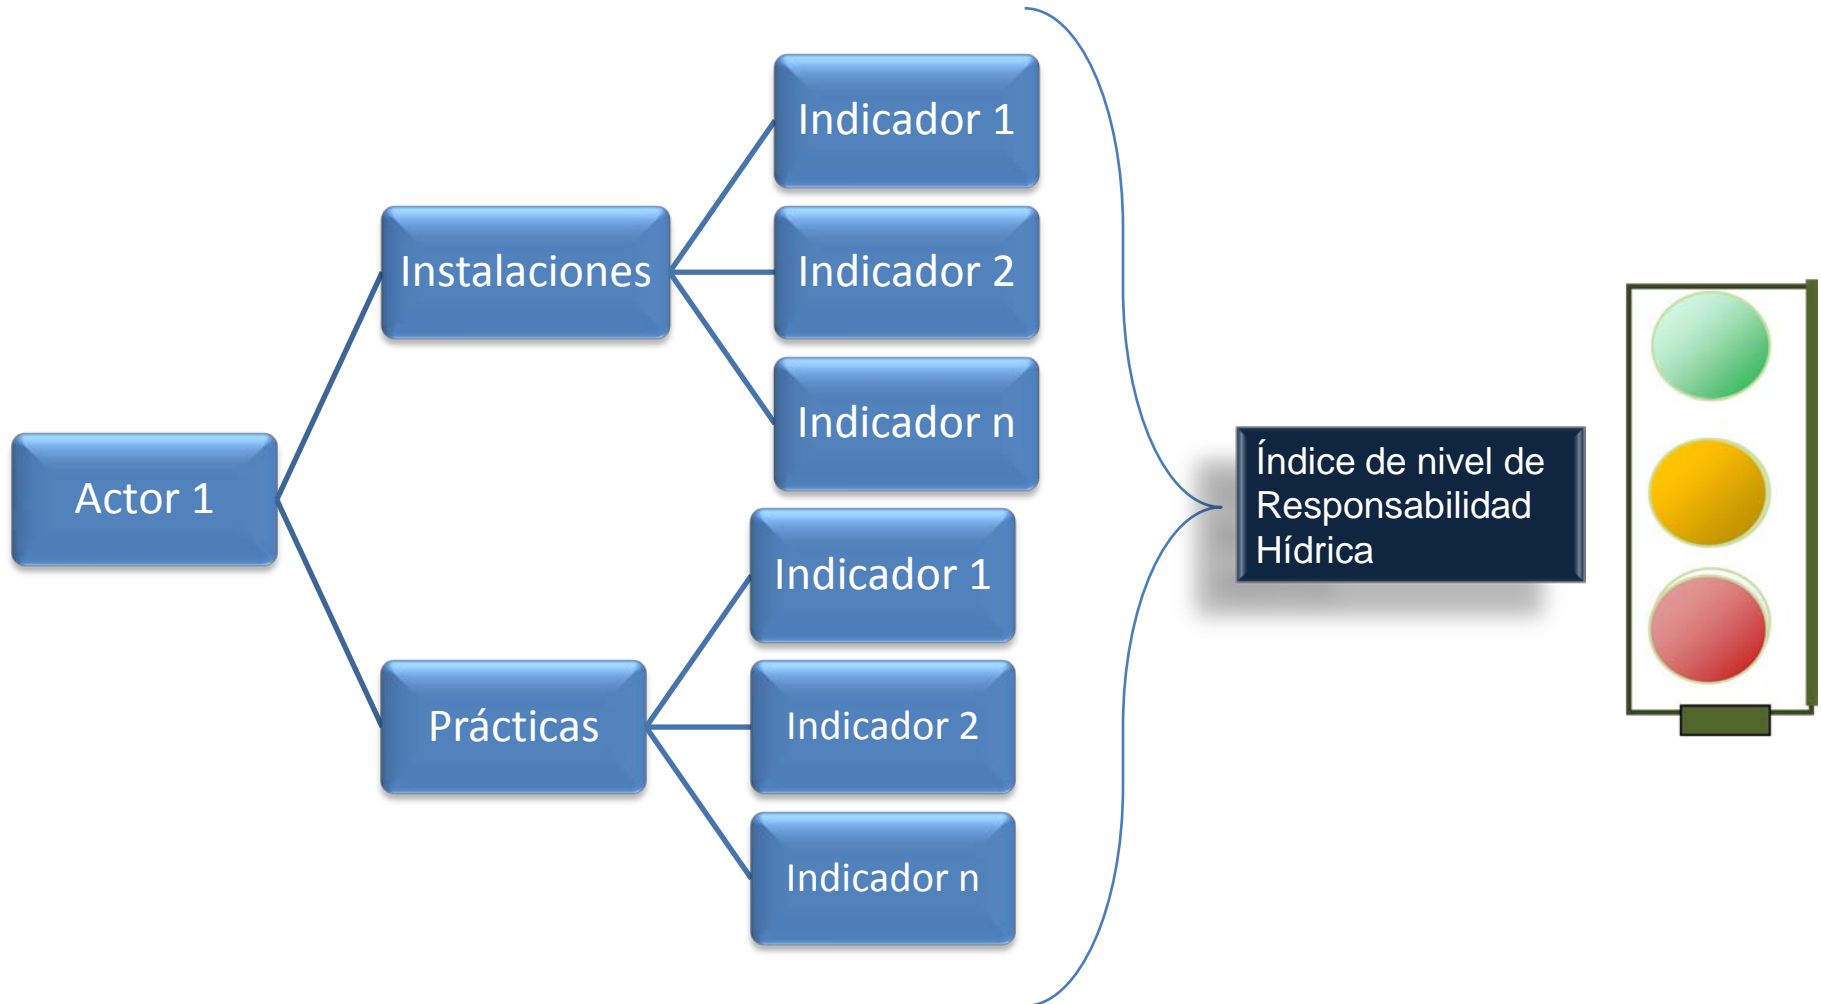 Actor 1
Instalaciones
Indicador 1
Indicador 2
Indicador n
Prácticas
Indicador 1
Indicador 2
Indicador n
Índice de nivel de
Responsabilidad
Hídrica